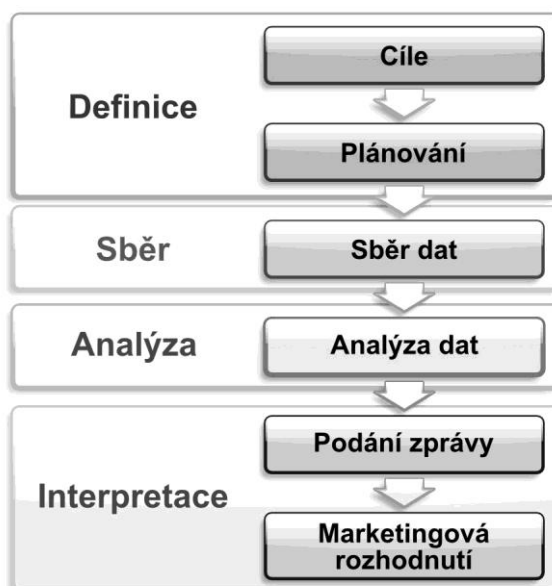 Definice
Cíle
Plánování
Sběr
Sběr dat
Analýza
Analýza dat
Interpretace
Podání zprávy
Marketingová
rozhodnutí